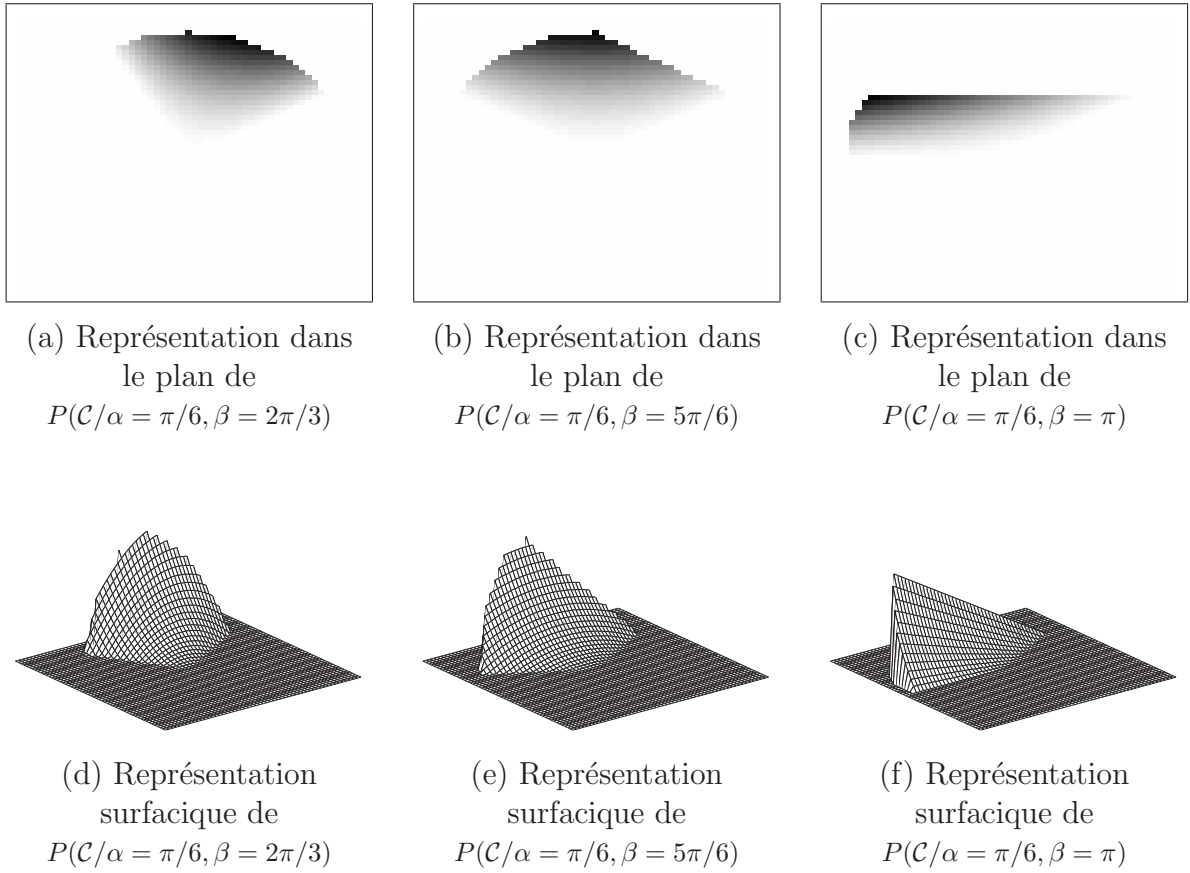 (a) Représentation dans
le plan de
P(𝒞/α = π/6, β = 2π/3)
(b) Représentation dans
le plan de
P(𝒞/α = π/6, β = 5π/6)
(c) Représentation dans
le plan de
P(𝒞/α = π/6, β = π)
(d) Représentation
surfacique de
P(𝒞/α = π/6, β = 2π/3)
(e) Représentation
surfacique de
P(𝒞/α = π/6, β = 5π/6)
(f) Représentation
surfacique de
P(𝒞/α = π/6, β = π)